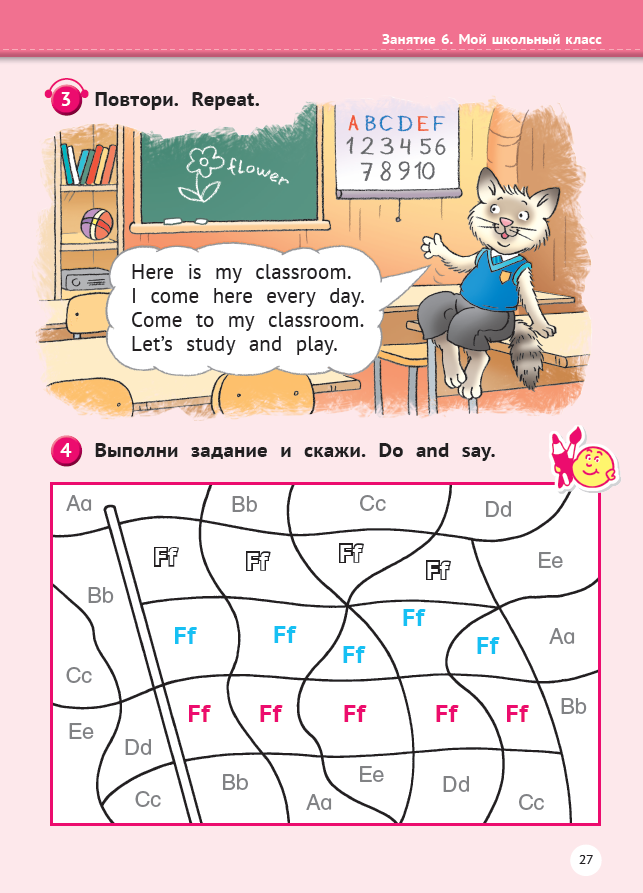 Занятие 6. Мой школьный класс
3 Повтори. Repeat.
flower
A B C D E F
1 2 3 4 5 6
7 8 9 10
Here is my classroom.
I come here every day.
Come to my classroom.
Let's study and play.
4 Выполни задание и скажи. Do and say.
Aa Bb Cc Dd
Ff Ff Ff Ff Ee
Bb
Ff Ff Ff Ff Ff Aa
Cc
Ff Ff Ff Ff Ff Bb
Ee Dd
Cc Bb Aa Ee Dd Cc
27